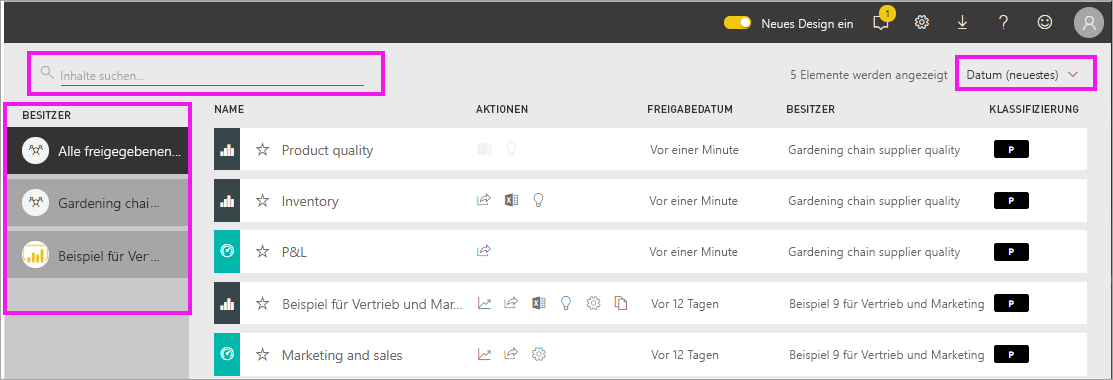 Neues Design ein 1 ?
Inhalte suchen... 5 Elemente werden angezeigt Datum (neuestes)
BESITZER
Alle freigegebenen...
Gardening chai...
Beispiel für Ver...
NAME AKTIONEN FREIGABEDATUM BESITZER KLASSIFIZIERUNG
Product quality Vor einer Minute Gardening chain supplier quality P
Inventory Vor einer Minute Gardening chain supplier quality P
P&L Vor einer Minute Gardening chain supplier quality P
Beispiel für Vertrieb und Mar... Vor 12 Tagen Beispiel 9 für Vertrieb und Marketing P
Marketing and sales Vor 12 Tagen Beispiel 9 für Vertrieb und Marketing P